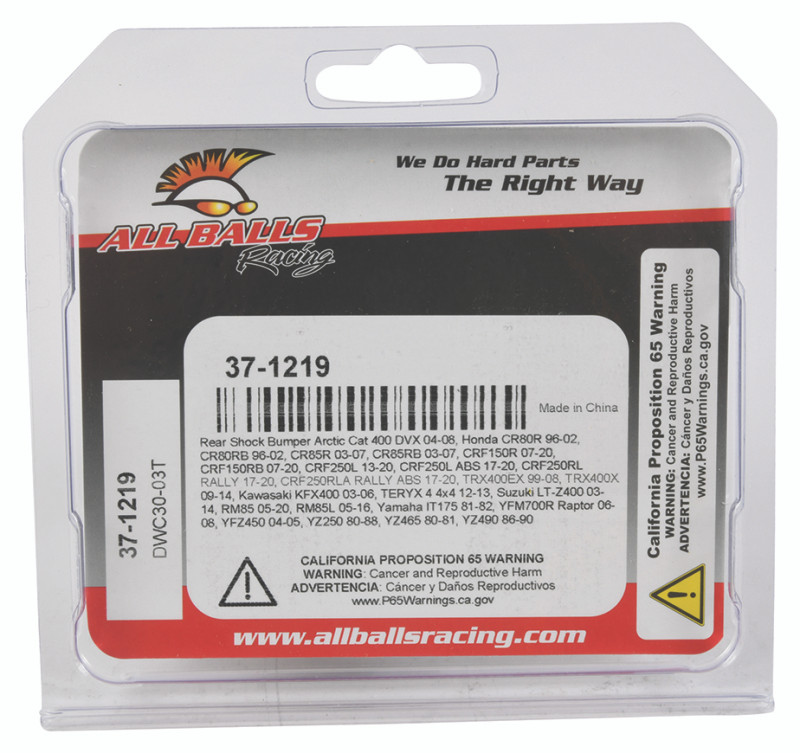 We Do Hard Parts
The Right Way
ALL BALLS
Racing
37-1219
Made in China
Rear Shock Bumper Arctic Cat 400 DVX 04-08, Honda CR80R 96-02,
CR80RB 96-02, CR85R 03-07, CR85RB 03-07, CRF150R 07-20,
CRF150RB 07-20, CRF250L 13-20, CRF250L ABS 17-20, CRF250RL
RALLY 17-20, CRF250RLA RALLY ABS 17-20, TRX400EX 99-08, TRX400X
09-14, Kawasaki KFX400 03-06, TERYX 4 4x4 12-13, Suzuki LT-Z400 03-
14, RM85 05-20, RM85L 05-16, Yamaha IT175 81-82, YFM700R Raptor 06-
08, YFZ450 04-05, YZ250 80-88, YZ465 80-81, YZ490 86-90
CALIFORNIA PROPOSITION 65 WARNING
WARNING: Cancer and Reproductive Harm
ADVERTENCIA: Cáncer y Daños Reproductivos
www.P65Warnings.ca.gov
37-1219
DWC30-03T
California Proposition 65 Warning
WARNING: Cancer and Reproductive Harm
ADVERTENCIA: Cáncer y Daños Reproductivos
www.P65Warnings.ca.gov
www.allballsracing.com